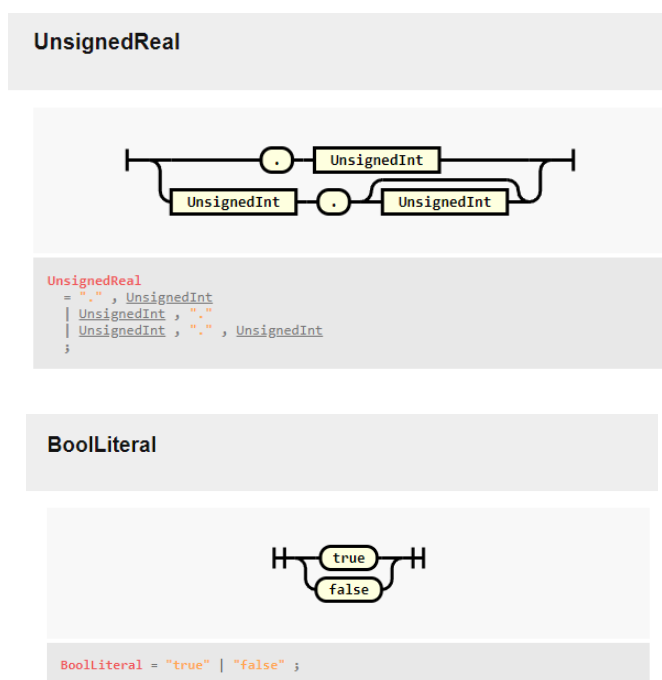 UnsignedReal
. UnsignedInt
UnsignedInt . UnsignedInt
UnsignedReal
= "." , UnsignedInt
| UnsignedInt , "."
| UnsignedInt , "." , UnsignedInt
;
BoolLiteral
true
false
BoolLiteral = "true" | "false" ;